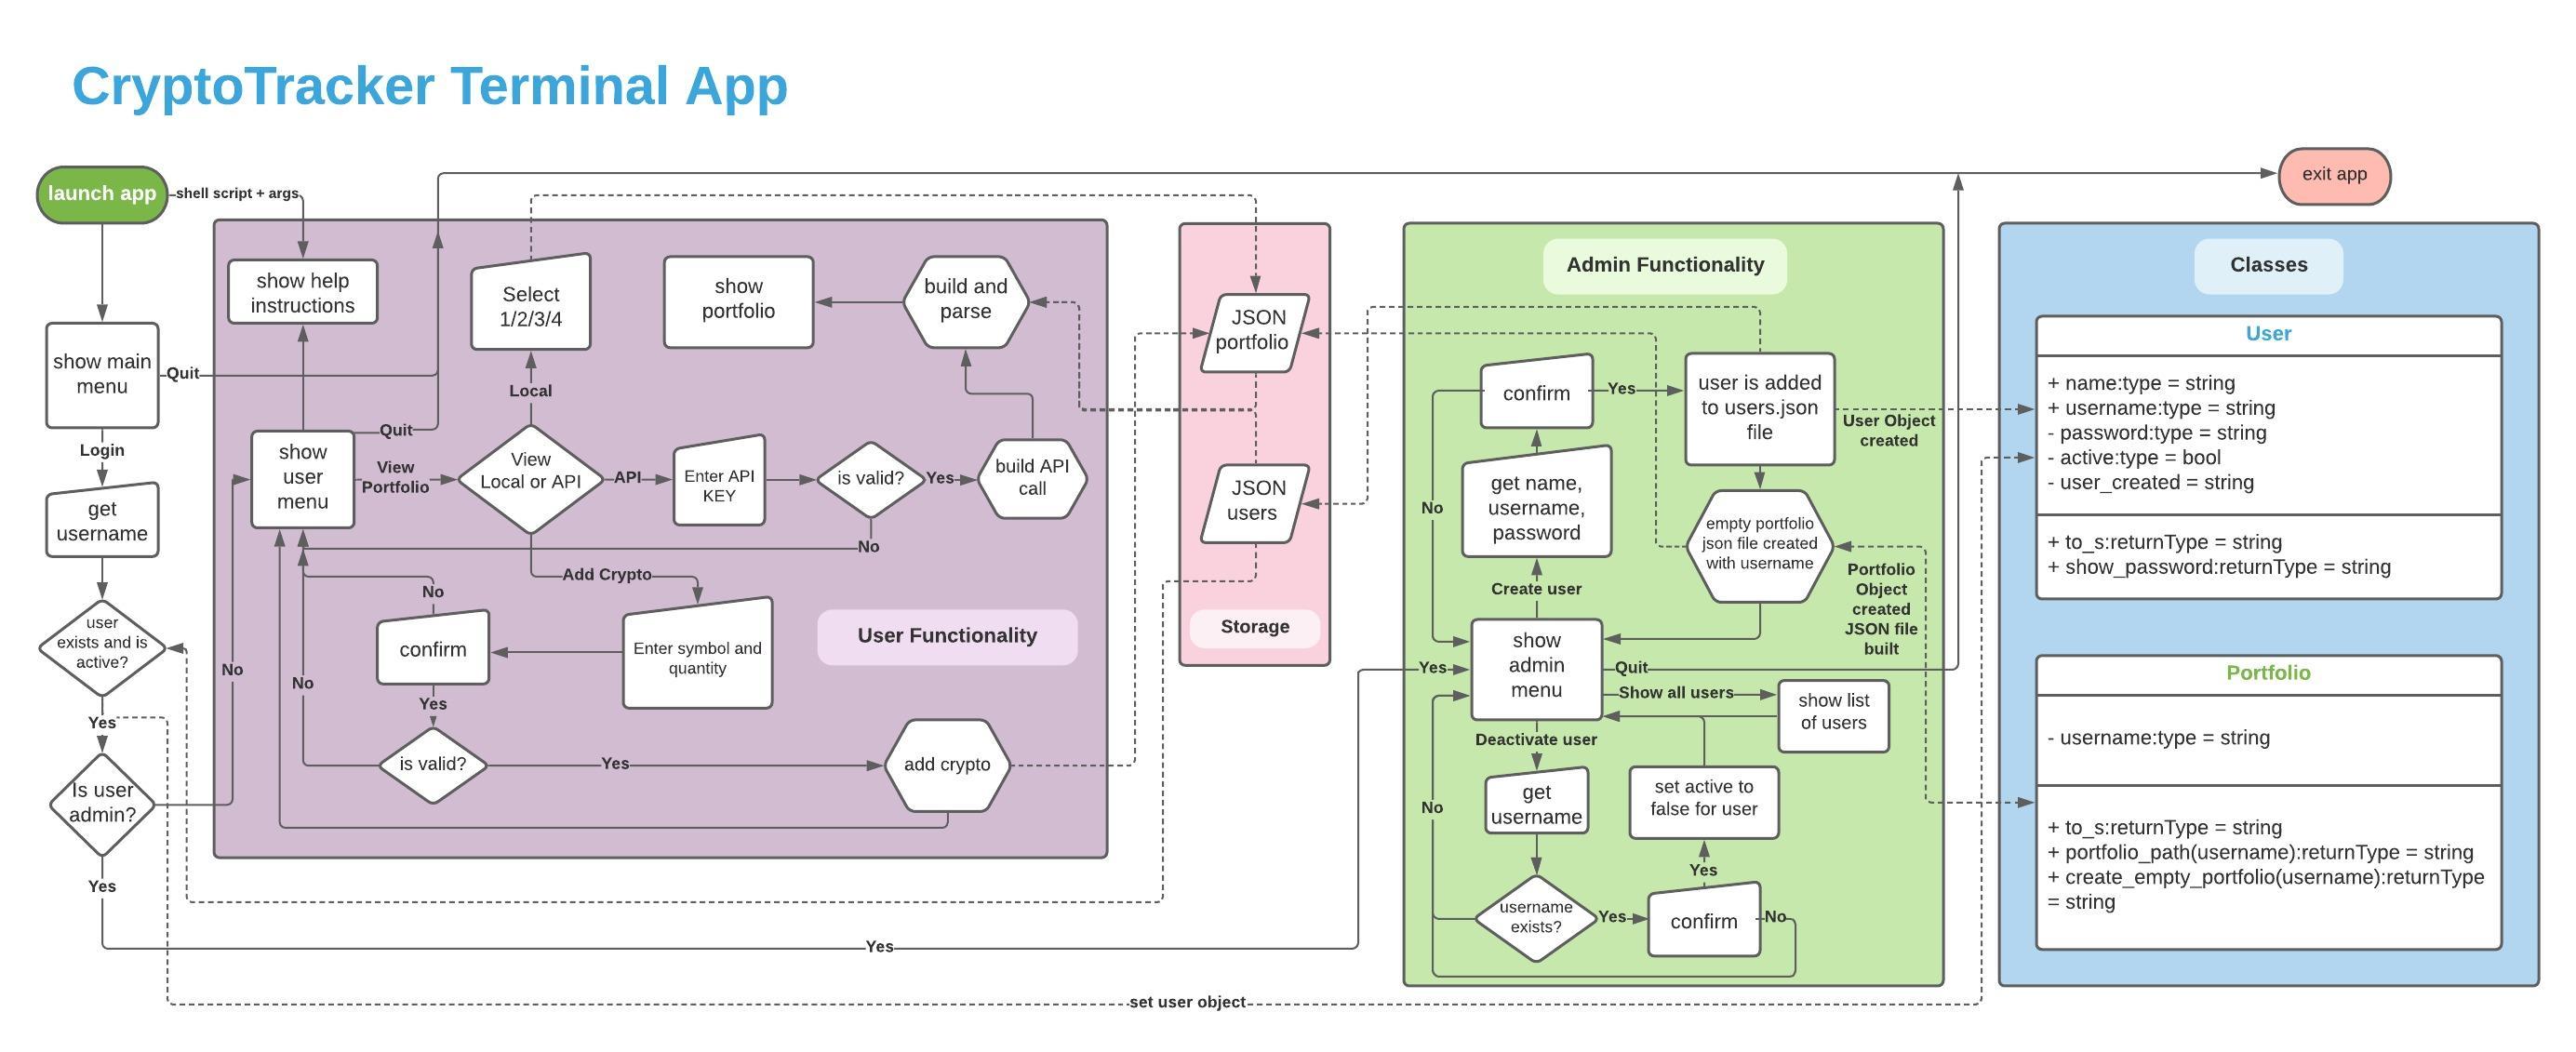 CryptoTracker Terminal App
launch app
shell script + args
exit app
show main
menu
Quit
Login
get
username
user
exists and is
active?
Yes
Is user
admin?
No
Yes
Yes
set user object
show help
instructions
show
user
menu
Quit
View
Portfolio
Select
1/2/3/4
Local
View
Local or API
API
Enter API
KEY
is valid?
Yes
No
build API
call
build and
parse
show
portfolio
Add Crypto
Enter symbol and
quantity
confirm
No
Yes
is valid?
No
Yes
add crypto
User Functionality
JSON
portfolio
JSON
users
Storage
Admin Functionality
confirm
Yes
No
user is added
to users.json
file
User Object
created
get name,
username,
password
empty portfolio
json file created
with username
Portfolio
Object
created
JSON file
built
Create user
Yes
show
admin
menu
Quit
Show all users
show list
of users
Deactivate user
get
username
set active to
false for user
No
Yes
username
exists?
Yes
confirm
No
Classes
User
+ name:type = string
+ username:type = string
- password:type = string
- active:type = bool
- user_created = string
+ to_s:returnType = string
+ show_password:returnType = string
Portfolio
- username:type = string
+ to_s:returnType = string
+ portfolio_path(username):returnType = string
+ create_empty_portfolio(username):returnType
= string